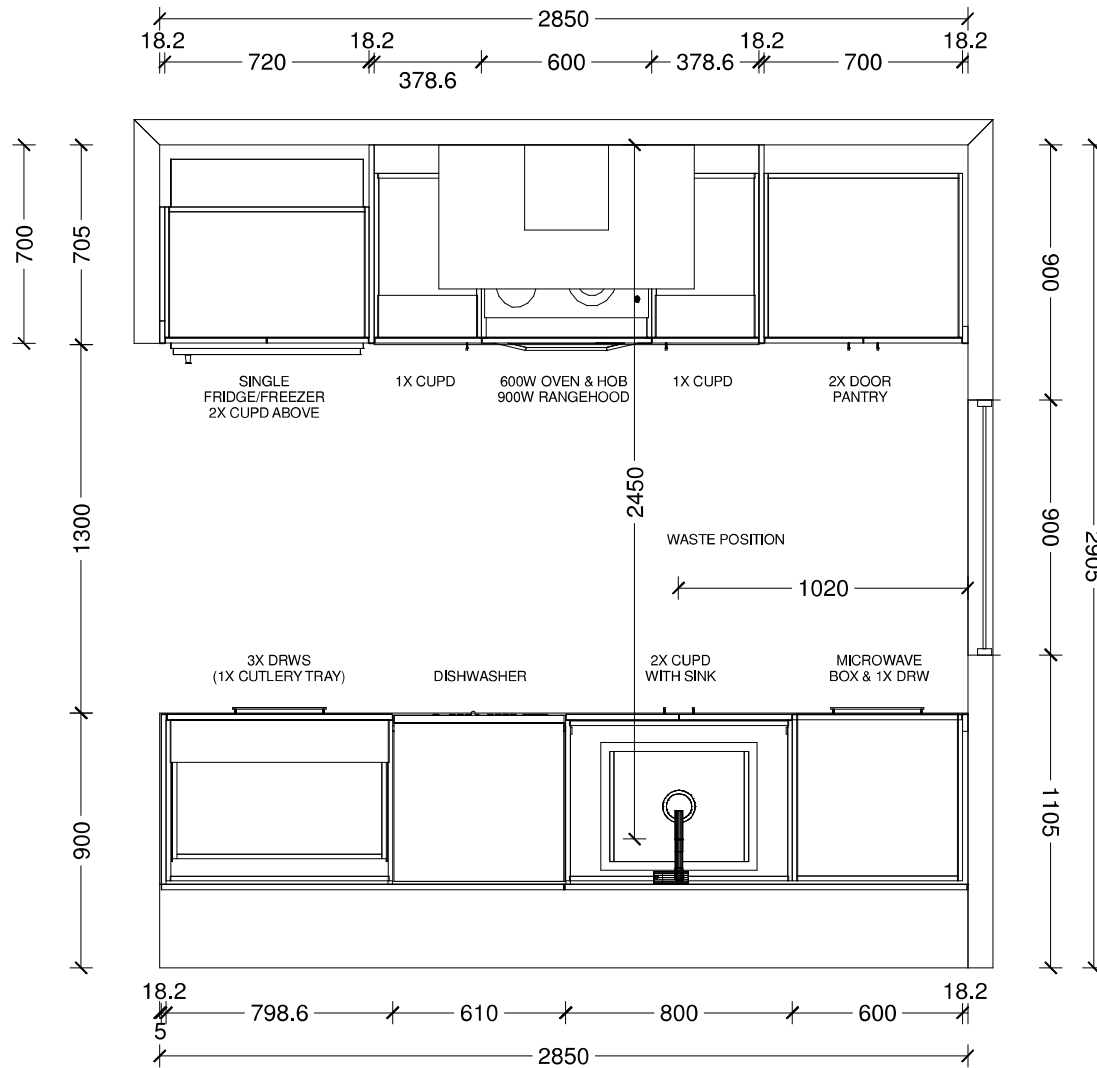 2850
18.2
18.2
18.2
18.2
720
600
378.6
700
378.6
700
705
900
SINGLE
FRIDGE/FREEZER
2X CUPD ABOVE
1X CUPD
600W OVEN & HOB
900W RANGEHOOD
1X CUPD
2X DOOR
PANTRY
1300
2450
WASTE POSITION
900
2905
1020
3X DRWS
(1X CUTLERY TRAY)
DISHWASHER
2X CUPD
WITH SINK
MICROWAVE
BOX & 1X DRW
900
1105
18.2
18.2
798.6
610
800
600
5
2850